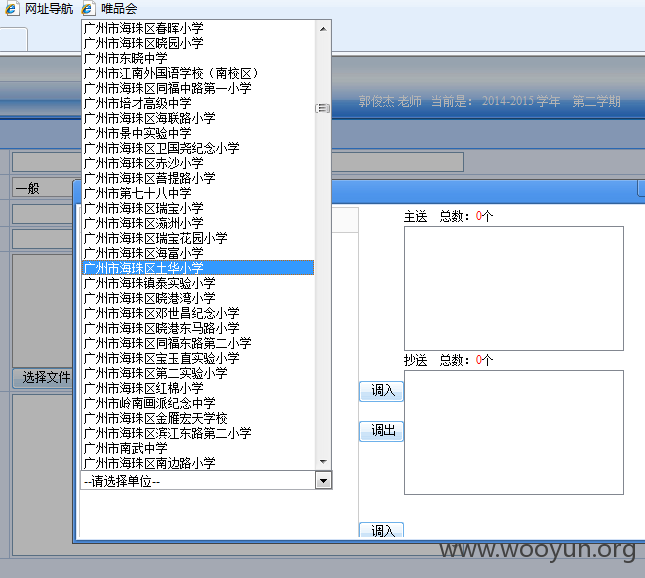 网址导航 唯品会
广州市海珠区春晖小学
广州市海珠区晓园小学
广州市东晓中学
广州市江南外国语学校（南校区）
广州市海珠区同福中路第一小学
广州市培才高级中学
广州市海珠区海联路小学
广州市景中实验中学
广州市海珠区卫国尧纪念小学
广州市海珠区赤沙小学
广州市海珠区菩提路小学
广州市第七十八中学
广州市海珠区瑞宝小学
广州市海珠区瀛洲小学
广州市海珠区瑞宝花园小学
广州市海珠区海富小学
广州市海珠区土华小学
广州市海珠镇泰实验小学
广州市海珠区晓港湾小学
广州市海珠区邓世昌纪念小学
广州市海珠区晓港东马路小学
广州市海珠区同福东路第二小学
广州市海珠区宝玉直实验小学
广州市海珠区第二实验小学
广州市海珠区红棉小学
广州市岭南画派纪念中学
广州市海珠区金雁宏天学校
广州市海珠区滨江东路第二小学
广州市南武中学
广州市海珠区南边路小学
--请选择单位--
郭俊杰 老师 当前是： 2014-2015 学年 第二学期
一般
选择文件
主送 总数：0个
抄送 总数：0个
调入
调出
调入
www.wooyun.org